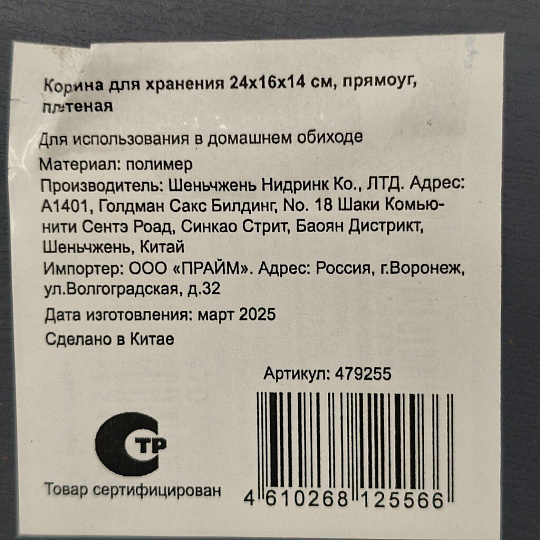 Корзина для хранения 24х16х14 см, прямоуг,
плетеная
Для использования в домашнем обиходе
Материал: полимер
Производитель: Шеньчжень Нидринк Ко., ЛТД. Адрес:
А1401, Голдман Сакс Билдинг, No. 18 Шаки Комью-
нити Сентэ Роад, Синкао Стрит, Баоян Дистрикт,
Шеньчжень, Китай
Импортер: ООО «ПРАЙМ». Адрес: Россия, г.Воронеж,
ул.Волгоградская, д.32
Дата изготовления: март 2025
Сделано в Китае
Артикул: 479255
СТР
Товар сертифицирован
4 610268 125566